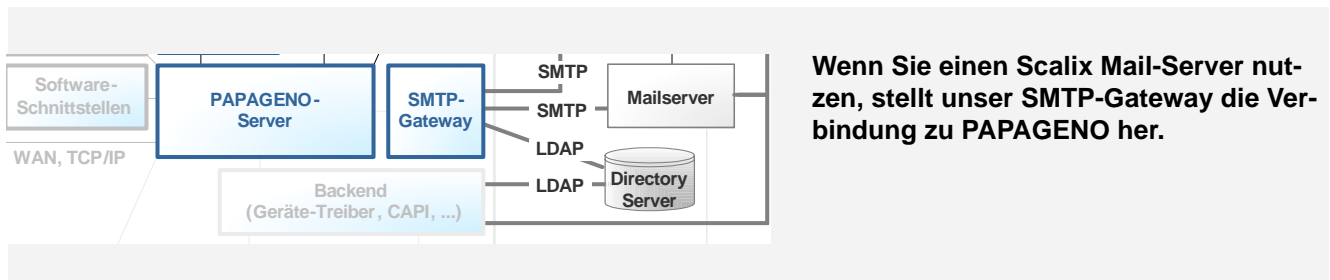 Software-
Schnittstellen
WAN, TCP/IP
PAPAGENO-
Server
SMTP-
Gateway
SMTP
SMTP
LDAP
LDAP
Mailserver
Directory
Server
Backend
(Geräte-Treiber, CAPI, ...)
Wenn Sie einen Scalix Mail-Server nut-
zen, stellt unser SMTP-Gateway die Ver-
bindung zu PAPAGENO her.